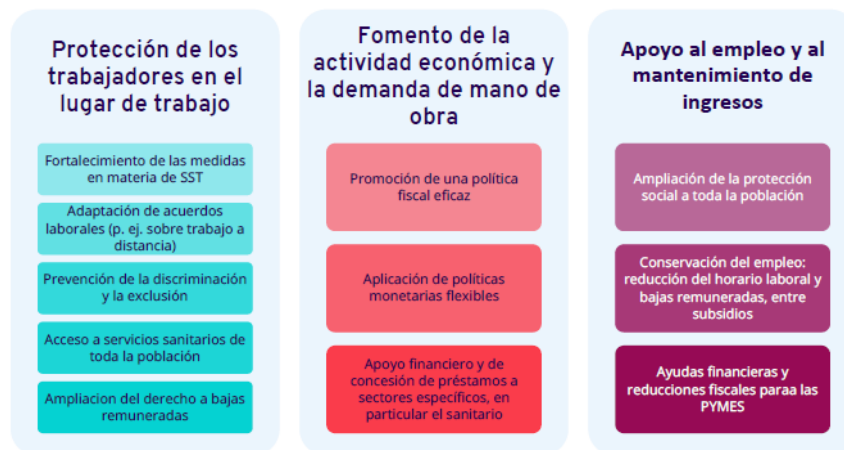 Protección de los
trabajadores en el
lugar de trabajo
Fortalecimiento de las medidas
en materia de SST
Adaptación de acuerdos
laborales (p. ej. sobre trabajo a
distancia)
Prevención de la discriminación
y la exclusión
Acceso a servicios sanitarios de
toda la población
Ampliacion del derecho a bajas
remuneradas
Fomento de la
actividad económica y
la demanda de mano de
obra
Promoción de una política
fiscal eficaz
Aplicación de políticas
monetarias flexibles
Apoyo financiero y de
concesión de préstamos a
sectores específicos, en
particular el sanitario
Apoyo al empleo y al
mantenimiento de
ingresos
Ampliación de la protección
social a toda la población
Conservación del empleo:
reducción del horario laboral y
bajas remuneradas, entre
subsidios
Ayudas financieras y
reducciones fiscales paraa las
PYMES